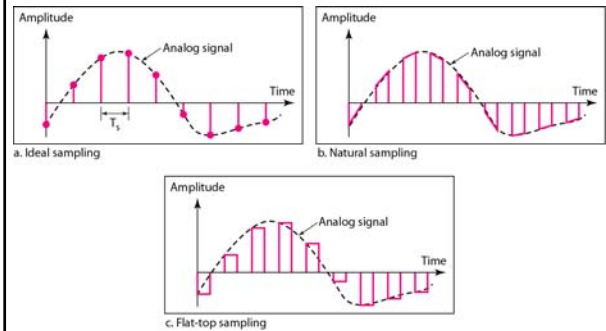 Amplitude
Analog signal
Time
Ts
a. Ideal sampling
Amplitude
Analog signal
Time
b. Natural sampling
Amplitude
Analog signal
Time
c. Flat-top sampling